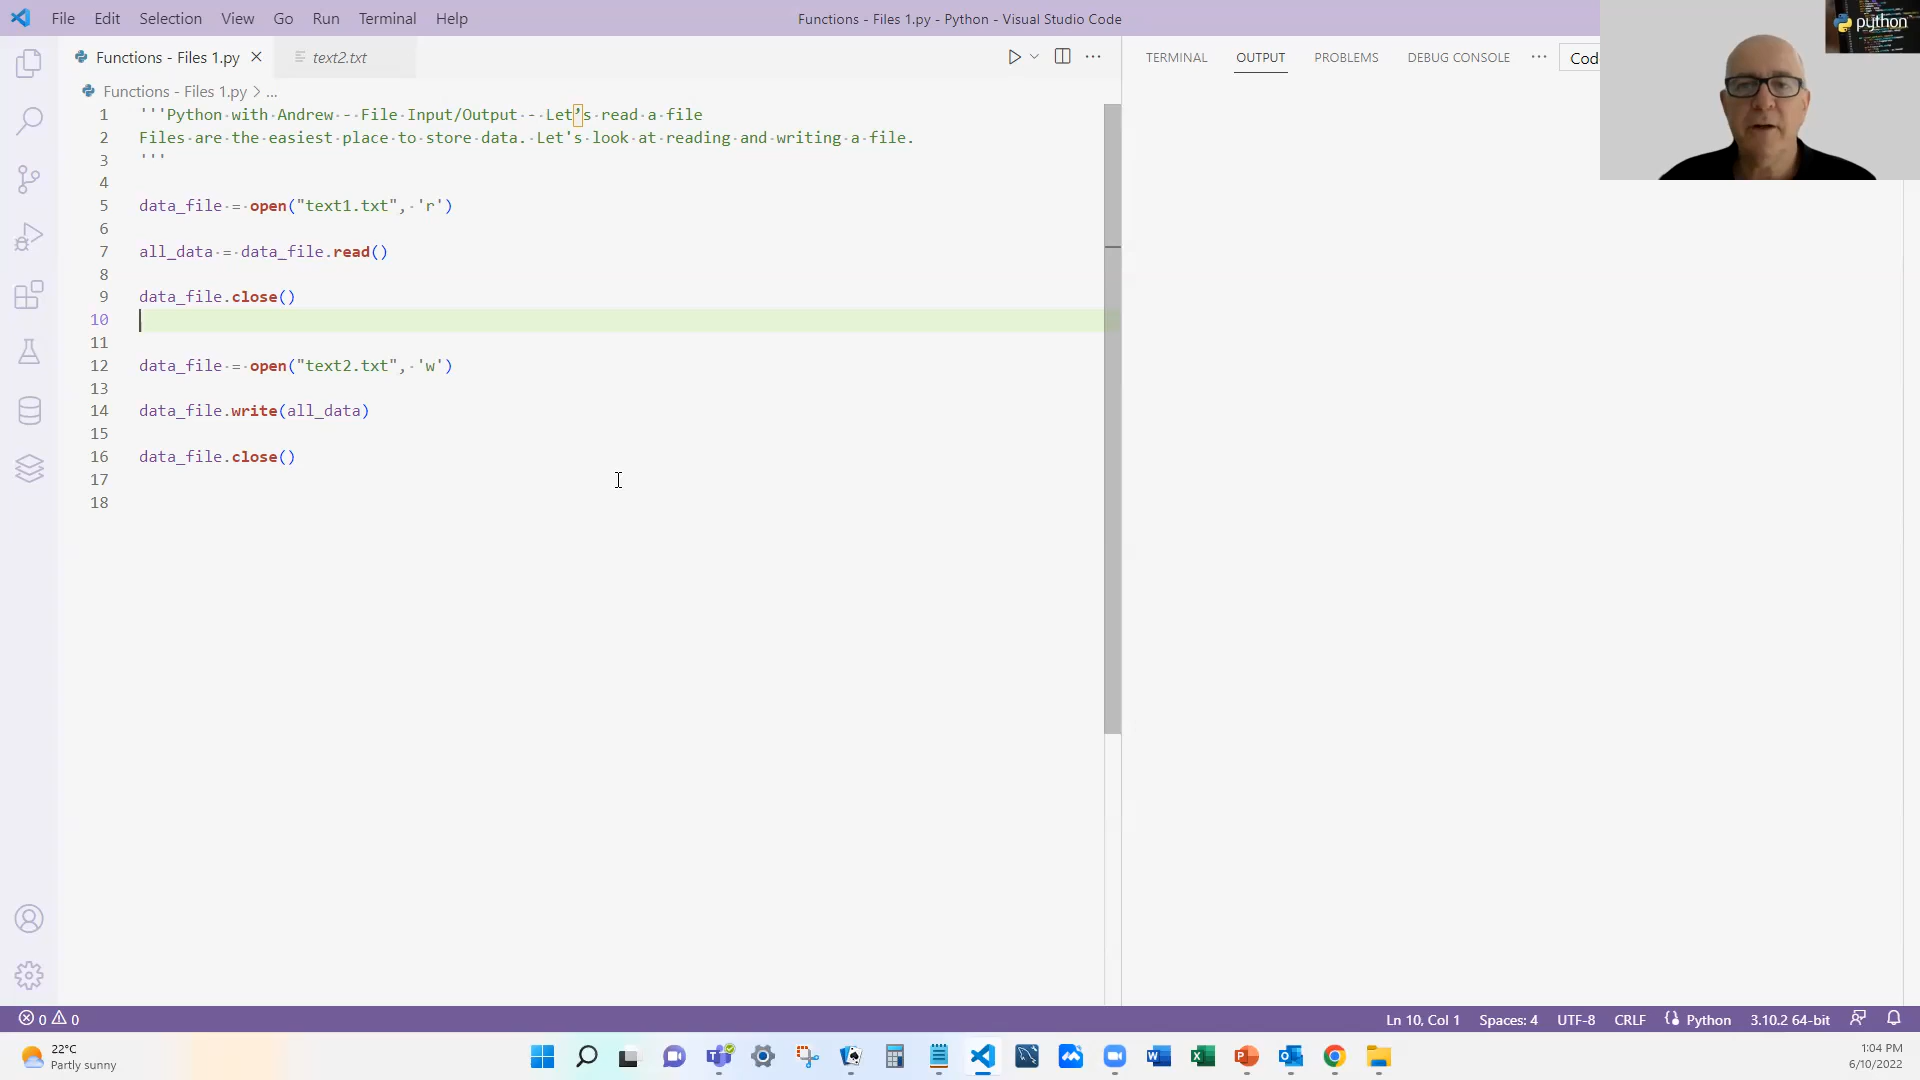 File Edit Selection View Go Run Terminal Help
Functions - Files 1.py - Python - Visual Studio Code
python
Functions - Files 1.py
text2.txt
TERMINAL OUTPUT PROBLEMS DEBUG CONSOLE
Functions - Files 1.py > ...
1 '''Python with Andrew -- File Input/Output -- Let’s read a file
2 Files are the easiest place to store data. Let's look at reading and writing a file.
3 '''
4
5 data_file = open("text1.txt", 'r')
6
7 all_data = data_file.read()
8
9 data_file.close()
10
11
12 data_file = open("text2.txt", 'w')
13
14 data_file.write(all_data)
15
16 data_file.close()
17
18
0 0
Ln 10, Col 1 Spaces: 4 UTF-8 CRLF Python 3.10.2 64-bit
22°C
Partly sunny
1:04 PM
6/10/2022